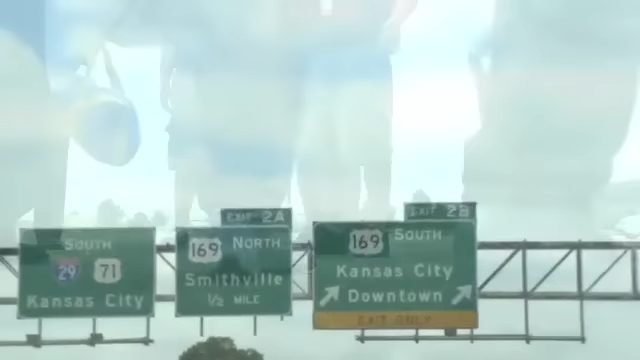 SOUTH
29 71
Kansas City
EXIT 2A
169 NORTH
Smithville
1/2 MILE
EXIT 2B
169 SOUTH
Kansas City
Downtown
EXIT ONLY